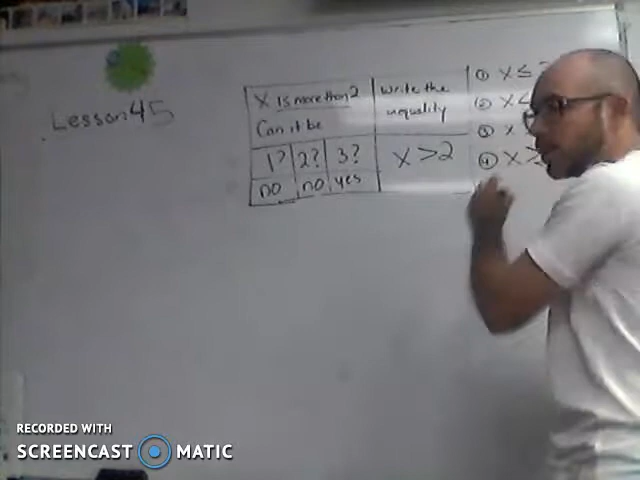 Lesson 45
X is more than 2
Can it be
Write the
inequality
1? 2? 3?
no no yes
X > 2
① X ≤
② X <
③ X
④ X
RECORDED WITH
SCREENCAST MATIC